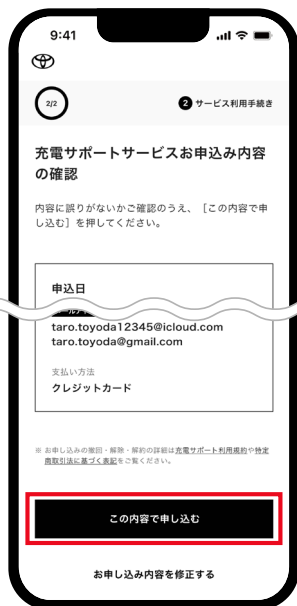 9:41
2/2
2 サービス利用手続き
充電サポートサービスお申込み内容
の確認
内容に誤りがないかご確認のうえ、［この内容で申
し込む］を押してください。
申込日
taro.toyoda12345@icloud.com
taro.toyoda@gmail.com
支払い方法
クレジットカード
※ お申し込みの撤回・解除・解約の詳細は充電サポート利用規約や特定
商取引法に基づく表記をご覧ください。
この内容で申し込む
お申し込み内容を修正する